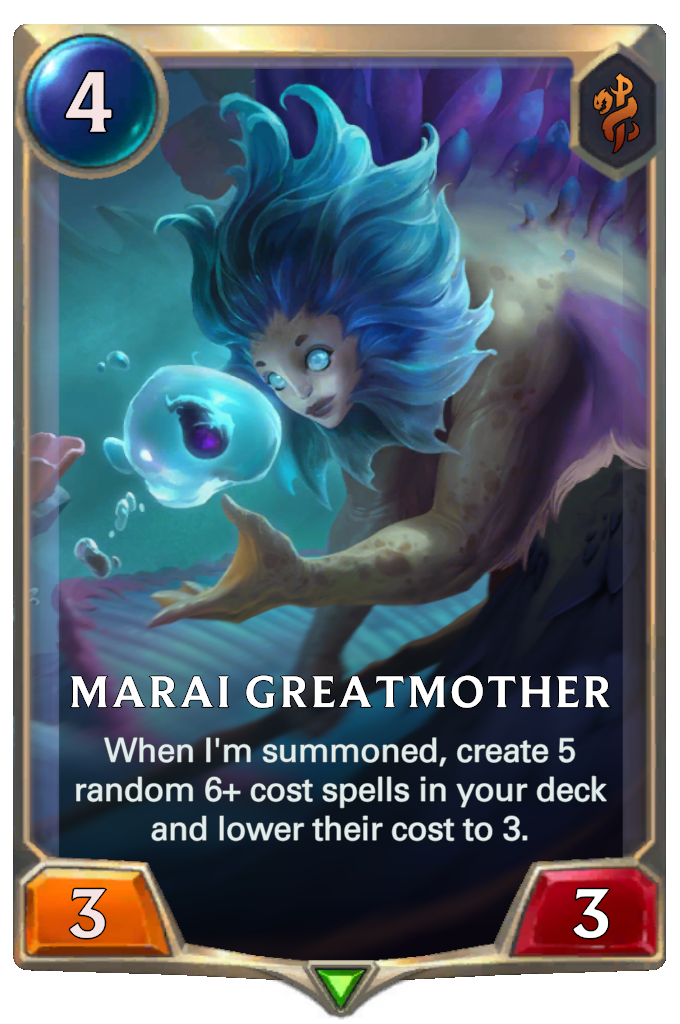 4
MARAI GREATMOTHER
When I'm summoned, create 5
random 6+ cost spells in your deck
and lower their cost to 3.
3
3